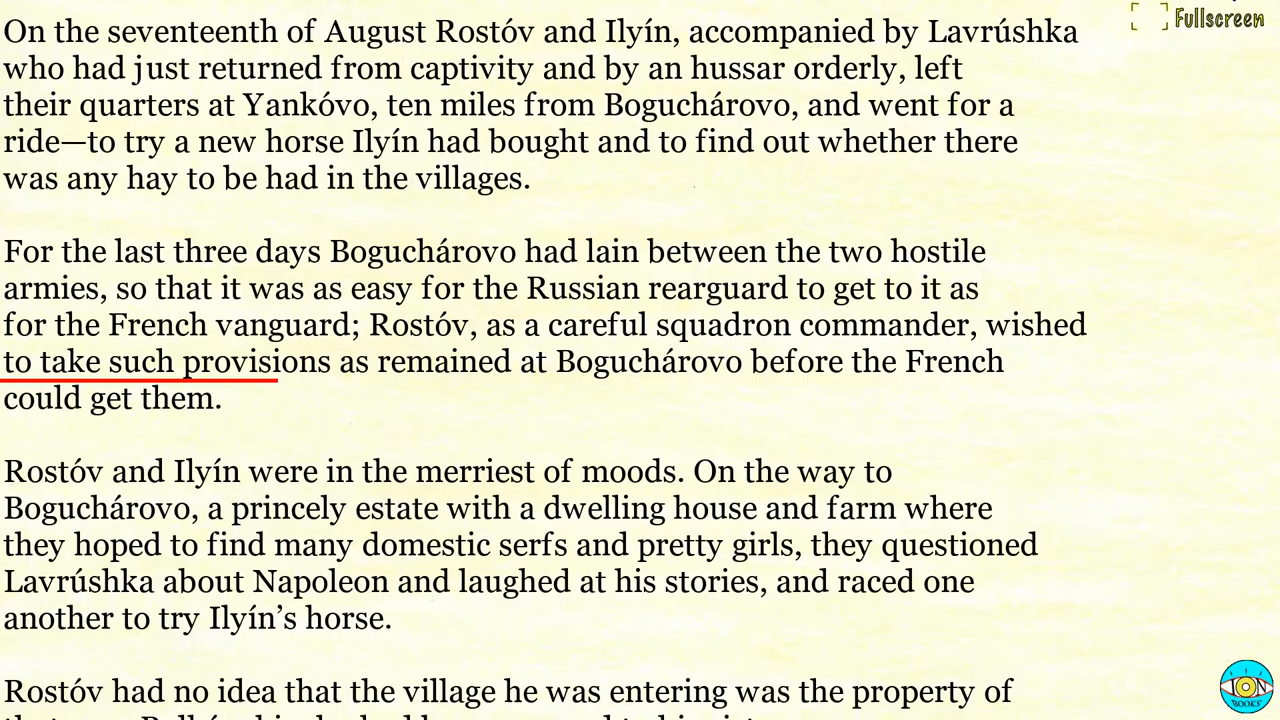 Fullscreen
On the seventeenth of August Rostóv and Ilyín, accompanied by Lavrúshka
who had just returned from captivity and by an hussar orderly, left
their quarters at Yankóvo, ten miles from Boguchárovo, and went for a
ride—to try a new horse Ilyín had bought and to find out whether there
was any hay to be had in the villages.
For the last three days Boguchárovo had lain between the two hostile
armies, so that it was as easy for the Russian rearguard to get to it as
for the French vanguard; Rostóv, as a careful squadron commander, wished
to take such provisions as remained at Boguchárovo before the French
could get them.
Rostóv and Ilyín were in the merriest of moods. On the way to
Boguchárovo, a princely estate with a dwelling house and farm where
they hoped to find many domestic serfs and pretty girls, they questioned
Lavrúshka about Napoleon and laughed at his stories, and raced one
another to try Ilyín’s horse.
Rostóv had no idea that the village he was entering was the property of
ION
BOOKS